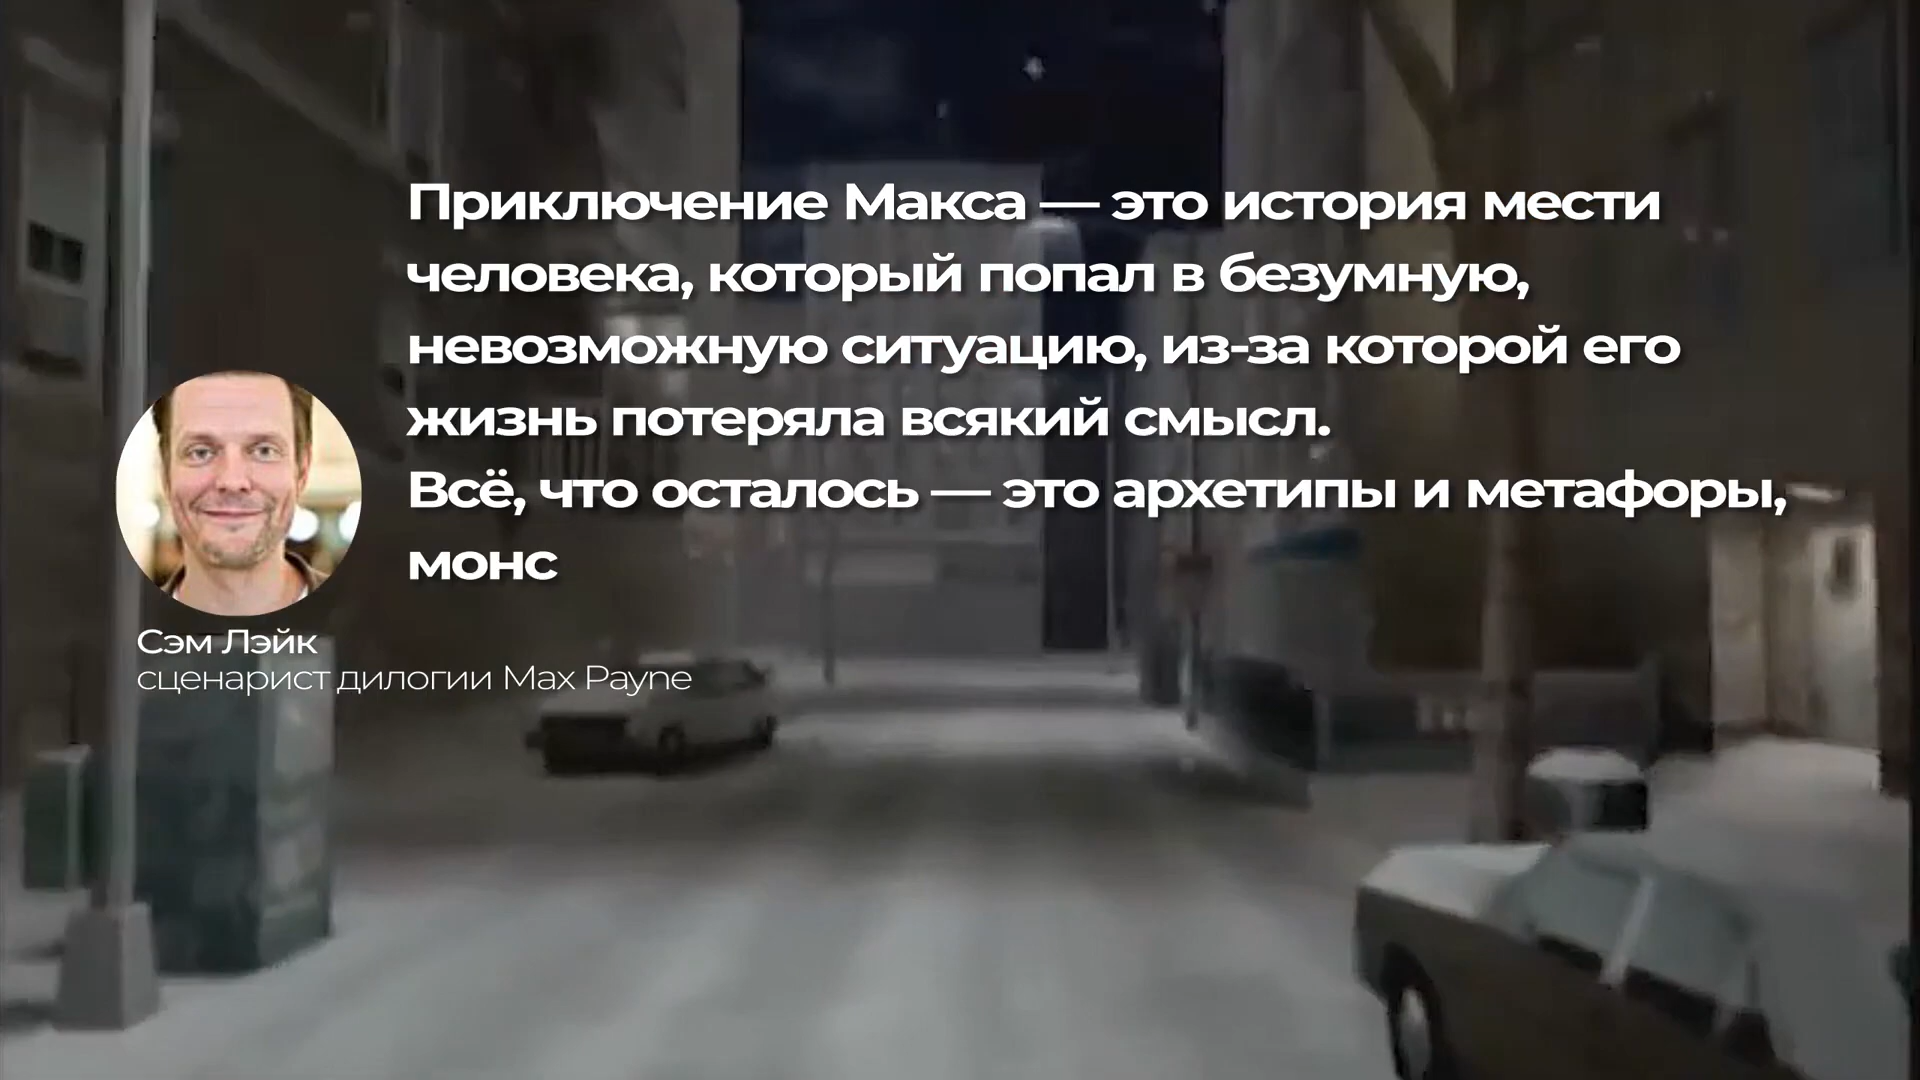 Приключение Макса — это история мести
человека, который попал в безумную,
невозможную ситуацию, из-за которой его
жизнь потеряла всякий смысл.
Всё, что осталось — это архетипы и метафоры,
монс
Сэм Лэйк
сценарист дилогии Max Payne